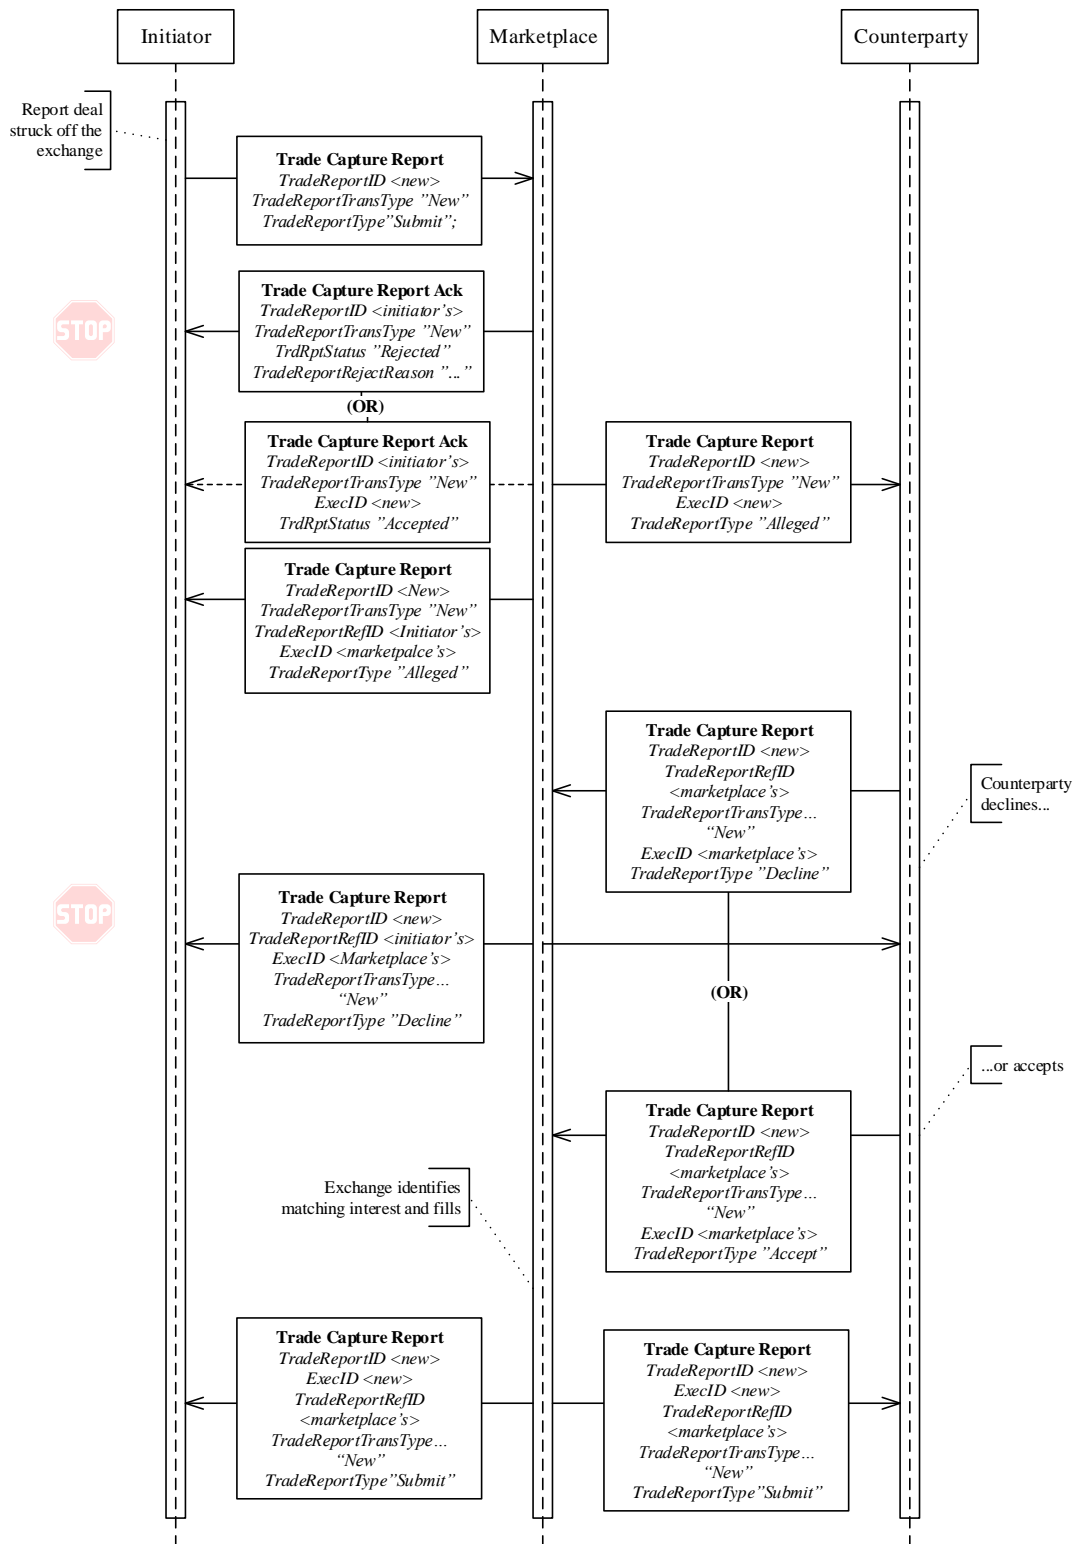 Initiator
Marketplace
Counterparty
Report deal
struck off the
exchange
Trade Capture Report
TradeReportID <new>
TradeReportTransType ”New”
TradeReportType”Submit”;
STOP
Trade Capture Report Ack
TradeReportID <initiator’s>
TradeReportTransType ”New”
TrdRptStatus ”Rejected”
TradeReportRejectReason ”...”
(OR)
Trade Capture Report Ack
TradeReportID <initiator’s>
TradeReportTransType ”New”
ExecID <new>
TrdRptStatus ”Accepted”
Trade Capture Report
TradeReportID <new>
TradeReportTransType ”New”
ExecID <new>
TradeReportType ”Alleged”
Trade Capture Report
TradeReportID <New>
TradeReportTransType ”New”
TradeReportRefID <Initiator’s>
ExecID <marketpalce’s>
TradeReportType ”Alleged”
Trade Capture Report
TradeReportID <new>
TradeReportRefID
<marketplace’s>
TradeReportTransType...
“New”
ExecID <marketplace’s>
TradeReportType ”Decline”
Counterparty
declines...
STOP
Trade Capture Report
TradeReportID <new>
TradeReportRefID <initiator’s>
ExecID <Marketplace’s>
TradeReportTransType...
“New”
TradeReportType ”Decline”
(OR)
...or accepts
Trade Capture Report
TradeReportID <new>
TradeReportRefID
<marketplace’s>
TradeReportTransType...
“New”
ExecID <marketplace’s>
TradeReportType ”Accept”
Exchange identifies
matching interest and fills
Trade Capture Report
TradeReportID <new>
ExecID <new>
TradeReportRefID
<marketplace’s>
TradeReportTransType...
“New”
TradeReportType”Submit”
Trade Capture Report
TradeReportID <new>
ExecID <new>
TradeReportRefID
<marketplace’s>
TradeReportTransType...
“New”
TradeReportType”Submit”